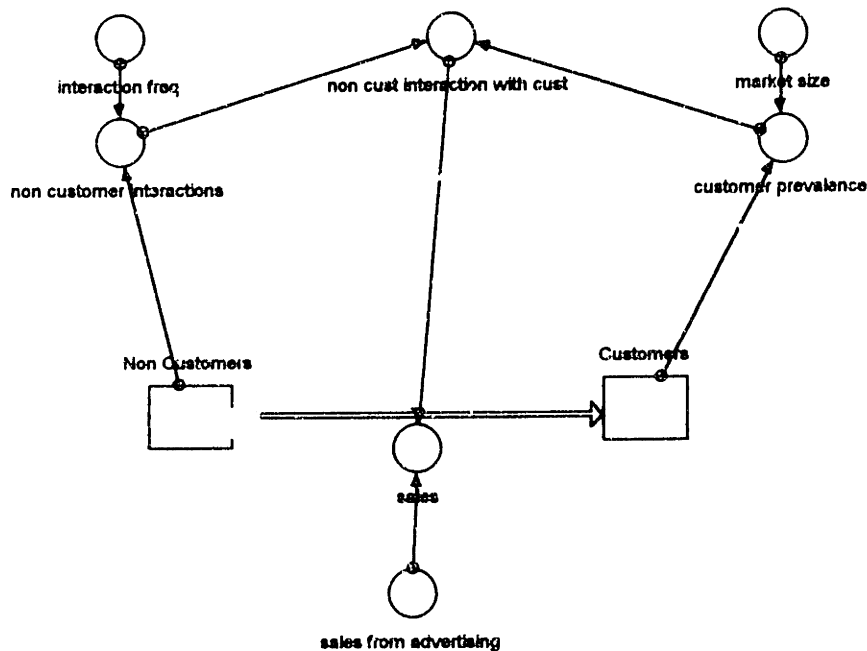 interaction freq
non cust interaction with cust
market size
non customer interactions
customer prevalence
Non Customers
Customers
sales
sales from advertising